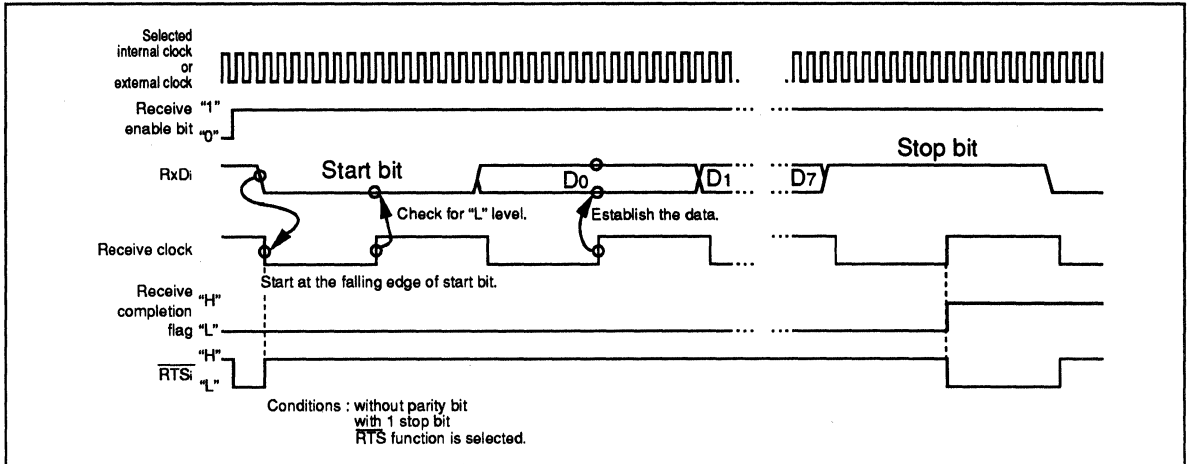 Selected
internal clock
or
external clock
Receive "1"
enable bit "0"
RxDi
Start bit
D0
D1
D7
Stop bit
Check for "L" level.
Establish the data.
Receive clock
Start at the falling edge of start bit.
Receive "H"
completion
flag "L"
"H"
RTSi
"L"
Conditions : without parity bit
with 1 stop bit
RTS function is selected.